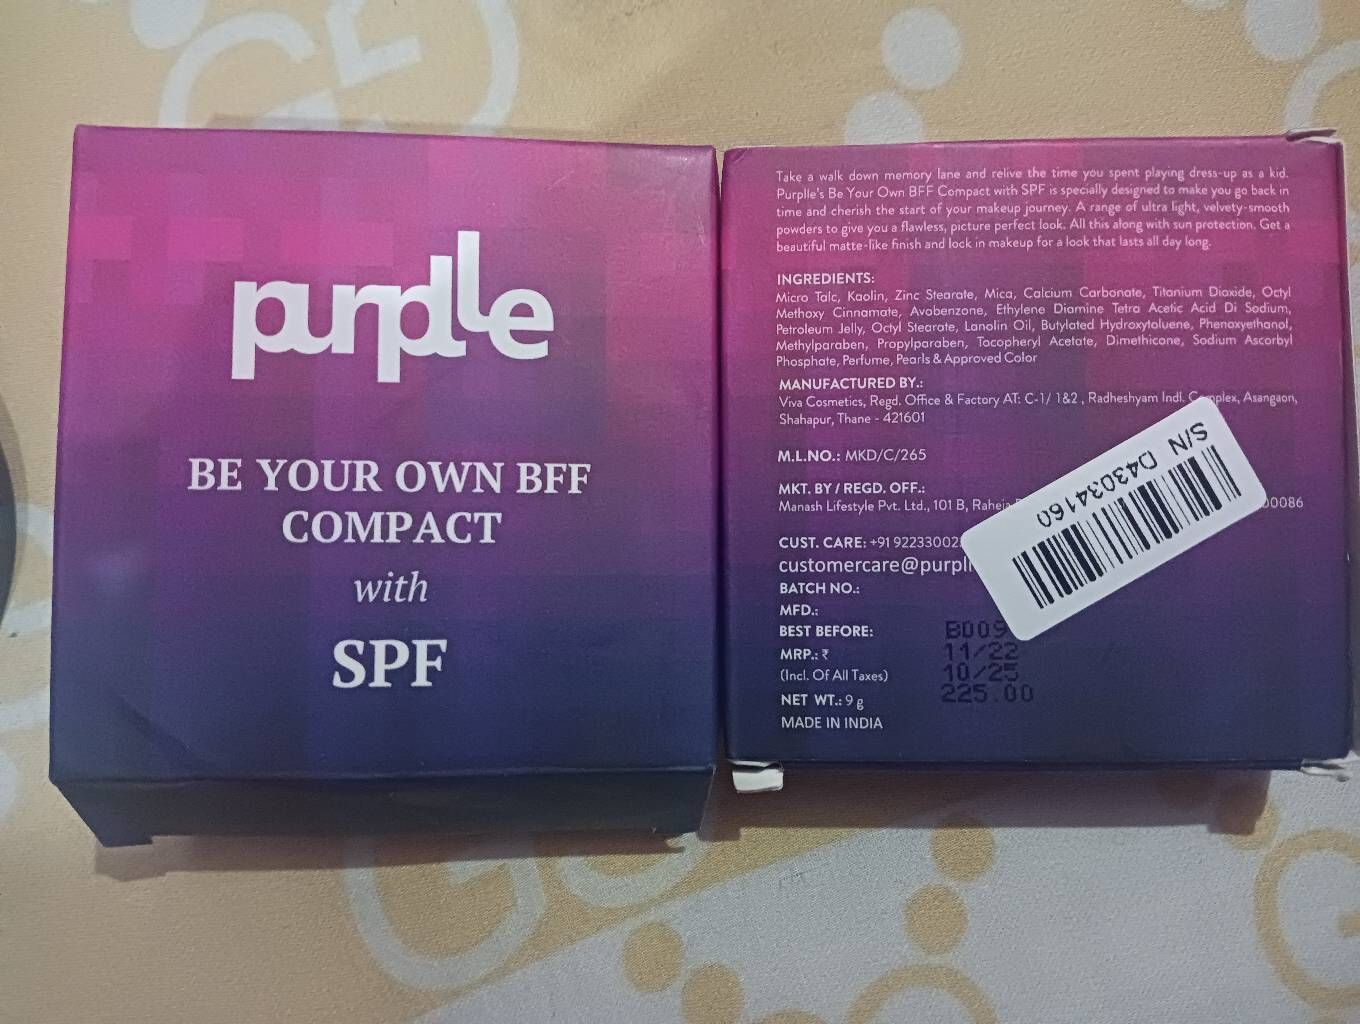 purplle
BE YOUR OWN BFF
COMPACT
with
SPF
Take a walk down memory lane and relive the time you spent playing dress-up as a kid.
Purplle's Be Your Own BFF Compact with SPF is specially designed to make you go back in
time and cherish the start of your makeup journey. A range of ultra light, velvety-smooth
powders to give you a flawless, picture perfect look. All this along with sun protection. Get a
beautiful matte-like finish and lock in makeup for a look that lasts all day long.
INGREDIENTS:
Micro Talc, Kaolin, Zinc Stearate, Mica, Calcium Carbonate, Titanium Dioxide, Octyl
Methoxy Cinnamate, Avobenzone, Ethylene Diamine Tetra Acetic Acid Di Sodium,
Petroleum Jelly, Octyl Stearate, Lanolin Oil, Butylated Hydroxytoluene, Phenoxyethanol,
Methylparaben, Propylparaben, Tocopheryl Acetate, Dimethicone, Sodium Ascorbyl
Phosphate, Perfume, Pearls & Approved Color
MANUFACTURED BY.:
Viva Cosmetics, Regd. Office & Factory AT: C-1/ 1&2 , Radheshyam Indl. Complex, Asangaon,
Shahapur, Thane - 421601
M.L.NO.: MKD/C/265
MKT. BY / REGD. OFF.:
Manash Lifestyle Pvt. Ltd., 101 B, Raheja 00086
CUST. CARE: +91 92233002
customercare@purpll
BATCH NO.: B009
MFD.: 11/22
BEST BEFORE: 10/25
MRP.: ₹ 225.00
(Incl. Of All Taxes)
NET WT.: 9 g
MADE IN INDIA
S/N D43034160